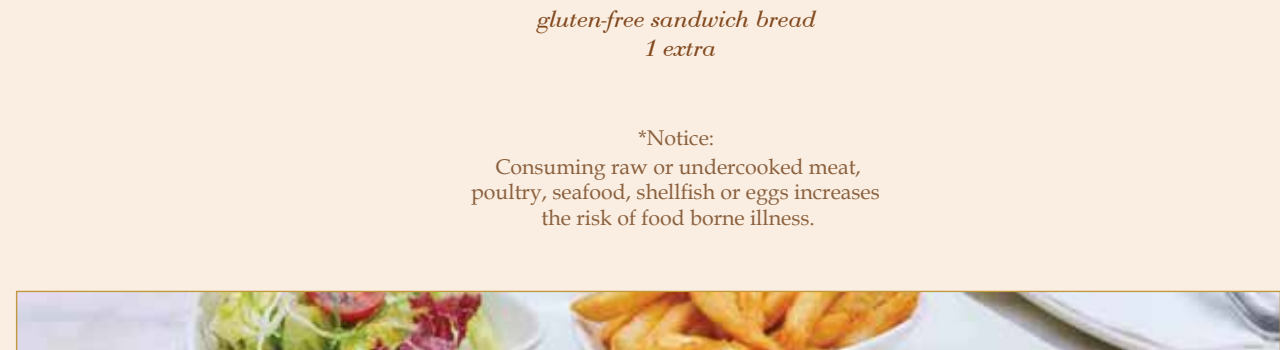 gluten-free sandwich bread
1 extra
*Notice:
Consuming raw or undercooked meat,
poultry, seafood, shellfish or eggs increases
the risk of food borne illness.